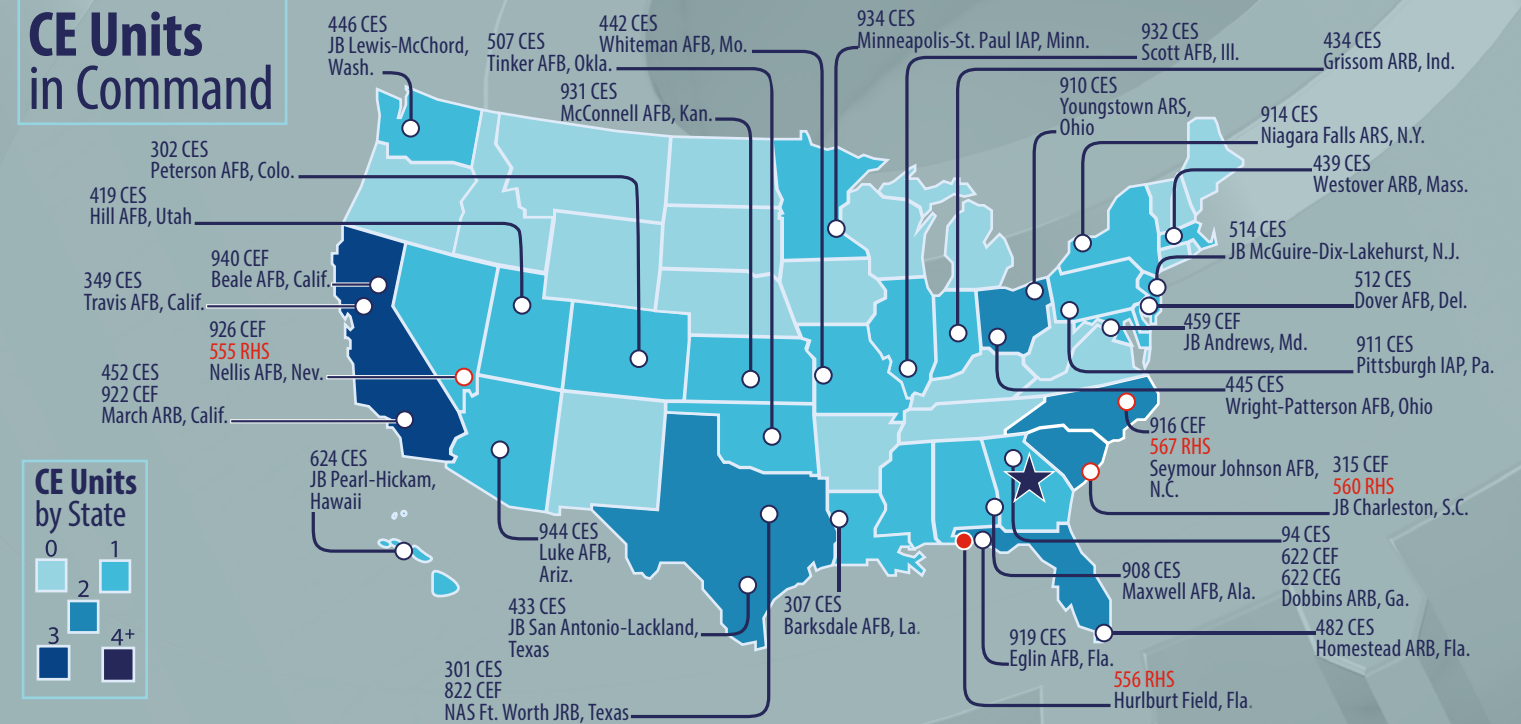 CE Units
in Command
446 CES
JB Lewis-McChord,
Wash.
507 CES
Tinker AFB, Okla.
442 CES
Whiteman AFB, Mo.
934 CES
Minneapolis-St. Paul IAP, Minn.
932 CES
Scott AFB, Ill.
434 CES
Grissom ARB, Ind.
931 CES
McConnell AFB, Kan.
910 CES
Youngstown ARS,
Ohio
914 CES
Niagara Falls ARS, N.Y.
302 CES
Peterson AFB, Colo.
439 CES
Westover ARB, Mass.
419 CES
Hill AFB, Utah
514 CES
JB McGuire-Dix-Lakehurst, N.J.
940 CEF
Beale AFB, Calif.
349 CES
Travis AFB, Calif.
512 CES
Dover AFB, Del.
926 CEF
555 RHS
Nellis AFB, Nev.
459 CEF
JB Andrews, Md.
911 CES
Pittsburgh IAP, Pa.
452 CES
922 CEF
March ARB, Calif.
445 CES
Wright-Patterson AFB, Ohio
916 CEF
567 RHS
Seymour Johnson AFB,
N.C.
315 CEF
560 RHS
JB Charleston, S.C.
CE Units
by State
0
1
2
3
4+
624 CES
JB Pearl-Hickam,
Hawaii
944 CES
Luke AFB,
Ariz.
94 CES
622 CEF
622 CEG
Dobbins ARB, Ga.
908 CES
Maxwell AFB, Ala.
433 CES
JB San Antonio-Lackland,
Texas
307 CES
Barksdale AFB, La.
482 CES
Homestead ARB, Fla.
919 CES
Eglin AFB, Fla.
301 CES
822 CEF
NAS Ft. Worth JRB, Texas
556 RHS
Hurlburt Field, Fla.